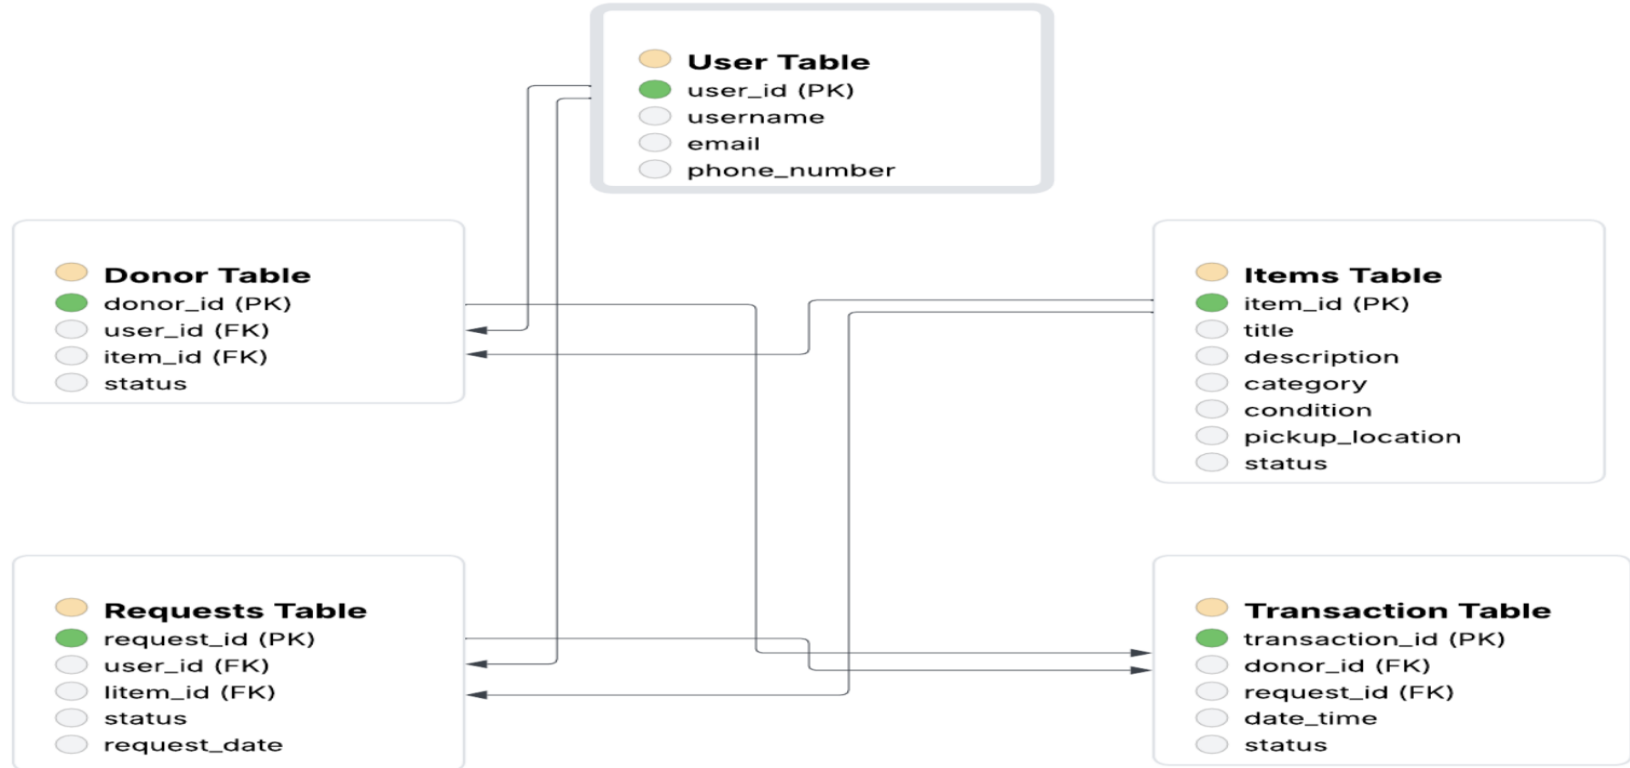 User Table
user_id (PK)
username
email
phone_number
Donor Table
donor_id (PK)
user_id (FK)
item_id (FK)
status
Items Table
item_id (PK)
title
description
category
condition
pickup_location
status
Requests Table
request_id (PK)
user_id (FK)
litem_id (FK)
status
request_date
Transaction Table
transaction_id (PK)
donor_id (FK)
request_id (FK)
date_time
status